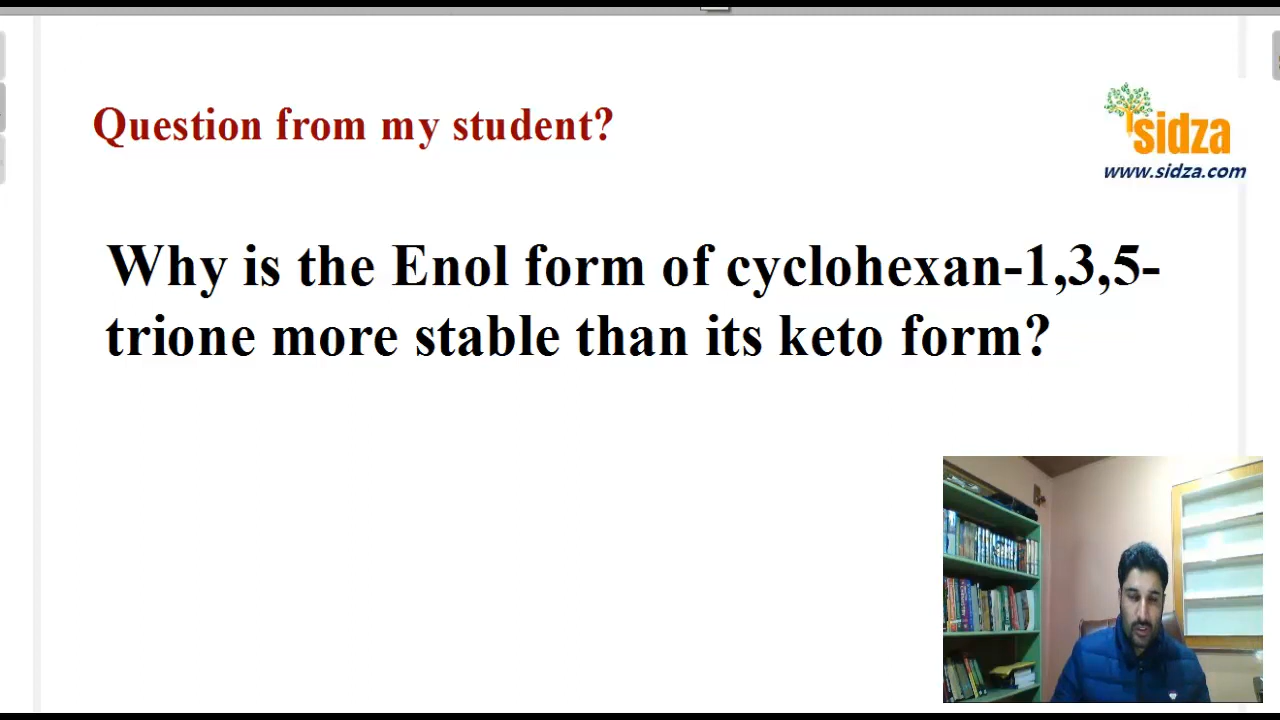 Question from my student?
sidza
www.sidza.com
Why is the Enol form of cyclohexan-1,3,5-
trione more stable than its keto form?